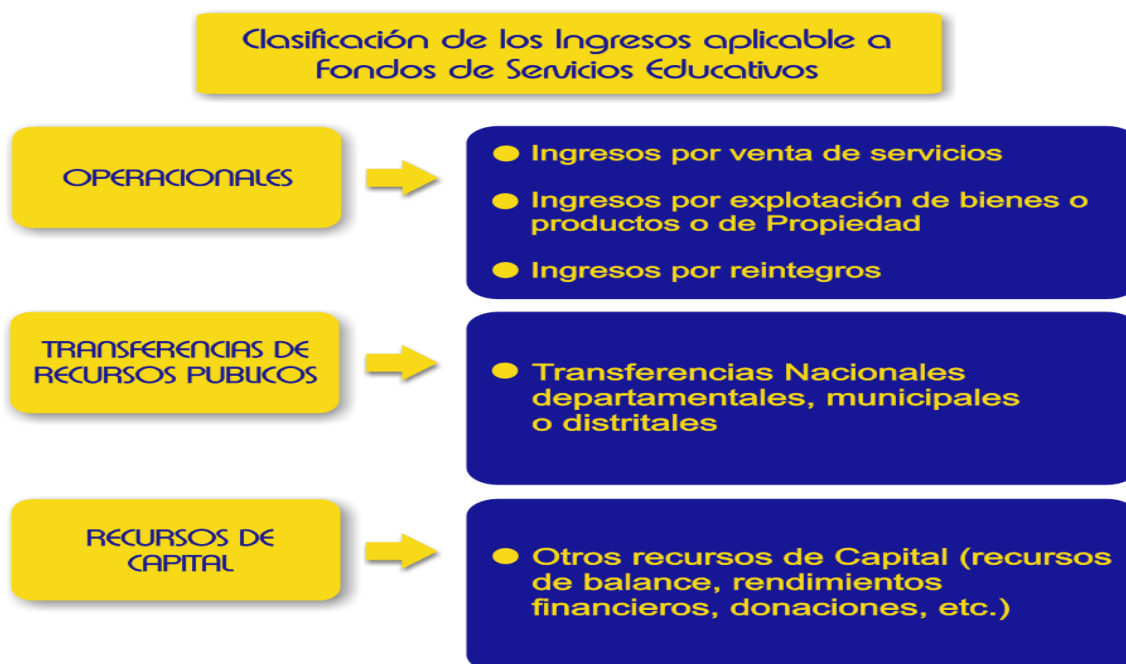 Clasificación de los Ingresos aplicable a
Fondos de Servicios Educativos
OPERACIONALES
● Ingresos por venta de servicios
● Ingresos por explotación de bienes o
productos o de Propiedad
● Ingresos por reintegros
TRANSFERENCIAS DE
RECURSOS PUBLICOS
● Transferencias Nacionales
departamentales, municipales
o distritales
RECURSOS DE
CAPITAL
● Otros recursos de Capital (recursos
de balance, rendimientos
financieros, donaciones, etc.)